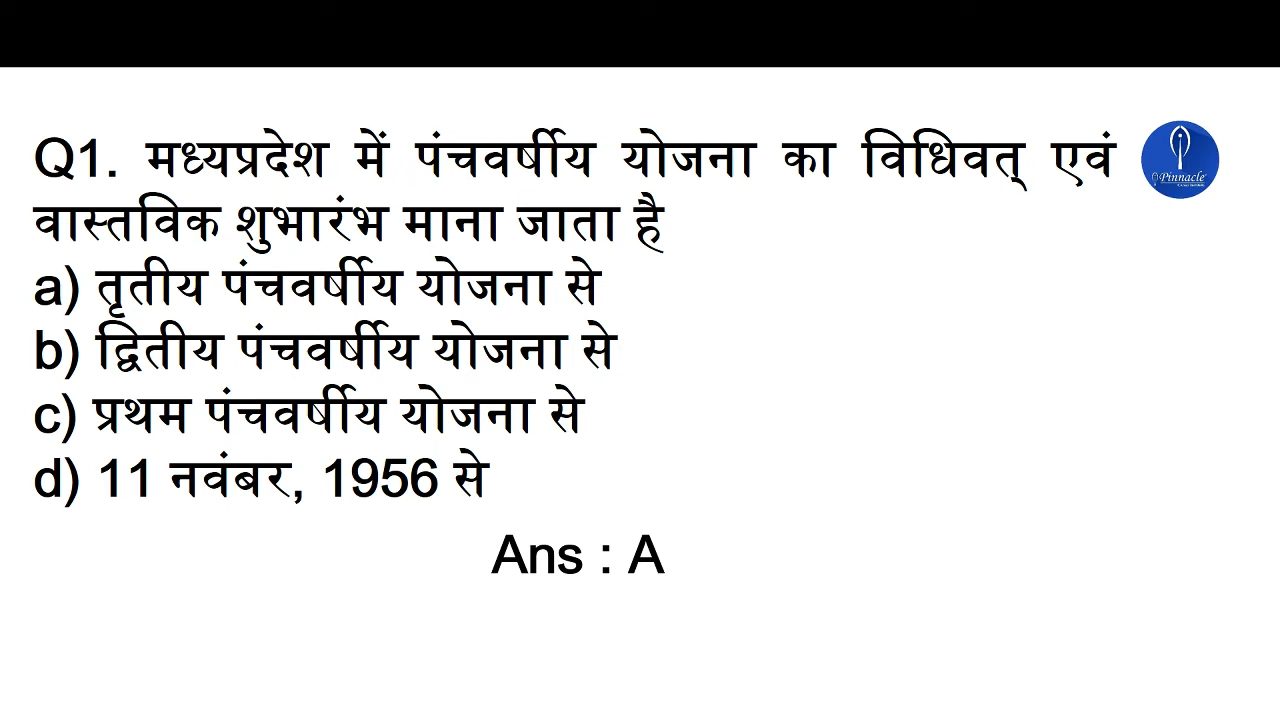 Q1. मध्यप्रदेश में पंचवर्षीय योजना का विधिवत् एवं
वास्तविक शुभारंभ माना जाता है
a) तृतीय पंचवर्षीय योजना से
b) द्वितीय पंचवर्षीय योजना से
c) प्रथम पंचवर्षीय योजना से
d) 11 नवंबर, 1956 से
Ans : A
Pinnacle